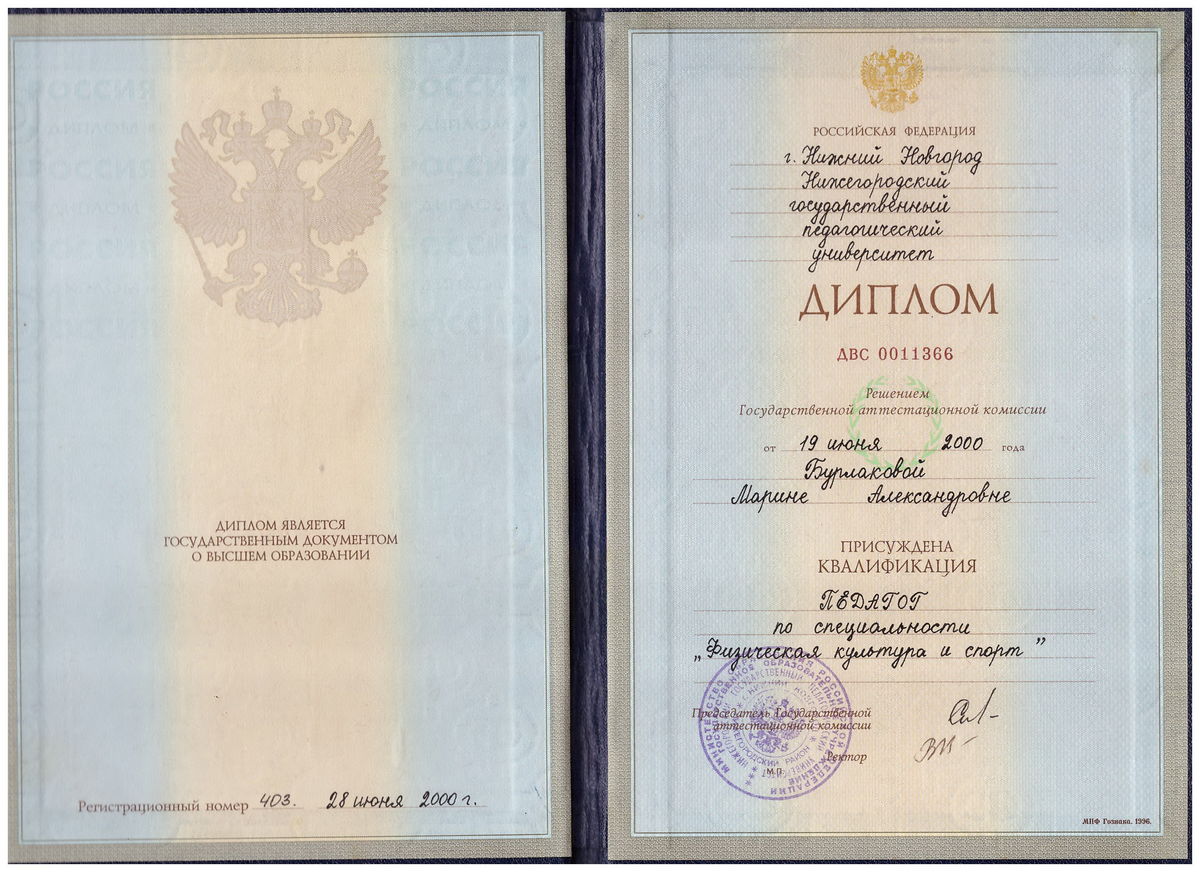 ДИПЛОМ ЯВЛЯЕТСЯ
ГОСУДАРСТВЕННЫМ ДОКУМЕНТОМ
О ВЫСШЕМ ОБРАЗОВАНИИ
Регистрационный номер 403. 28 июня 2000 г.
РОССИЙСКАЯ ФЕДЕРАЦИЯ
г. Нижний Новгород
Нижегородский
государственный
педагогический
университет
ДИПЛОМ
ДВС 0011366
Решением
Государственной аттестационной комиссии
от 19 июня 2000 года
Бурлаковой
Марине Александровне
ПРИСУЖДЕНА
КВАЛИФИКАЦИЯ
ПЕДАГОГ
по специальности
„Физическая культура и спорт”
Председатель Государственной
аттестационной комиссии
Ректор
М.П.
МПФ Гознака. 1996.